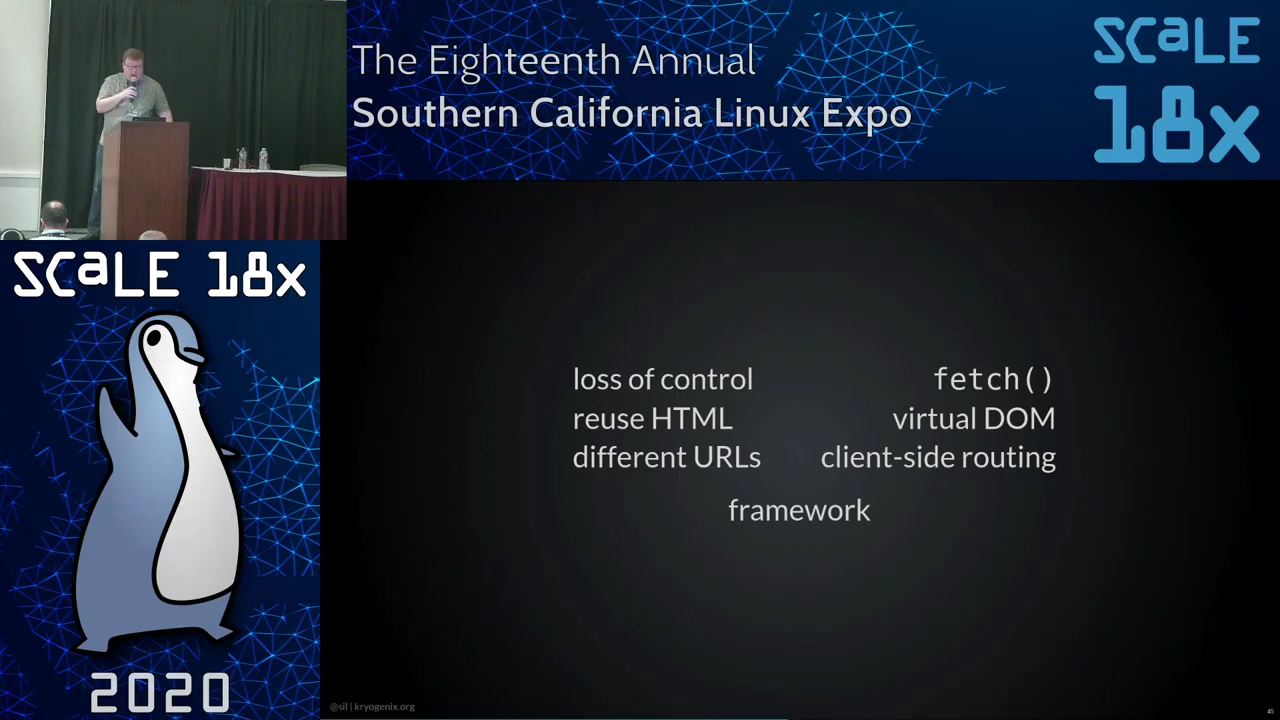 The Eighteenth Annual
Southern California Linux Expo
SCaLE
18x
SCaLE 18x
2020
loss of control
fetch()
reuse HTML
virtual DOM
different URLs
client-side routing
framework
@sil | kryogenix.org
45